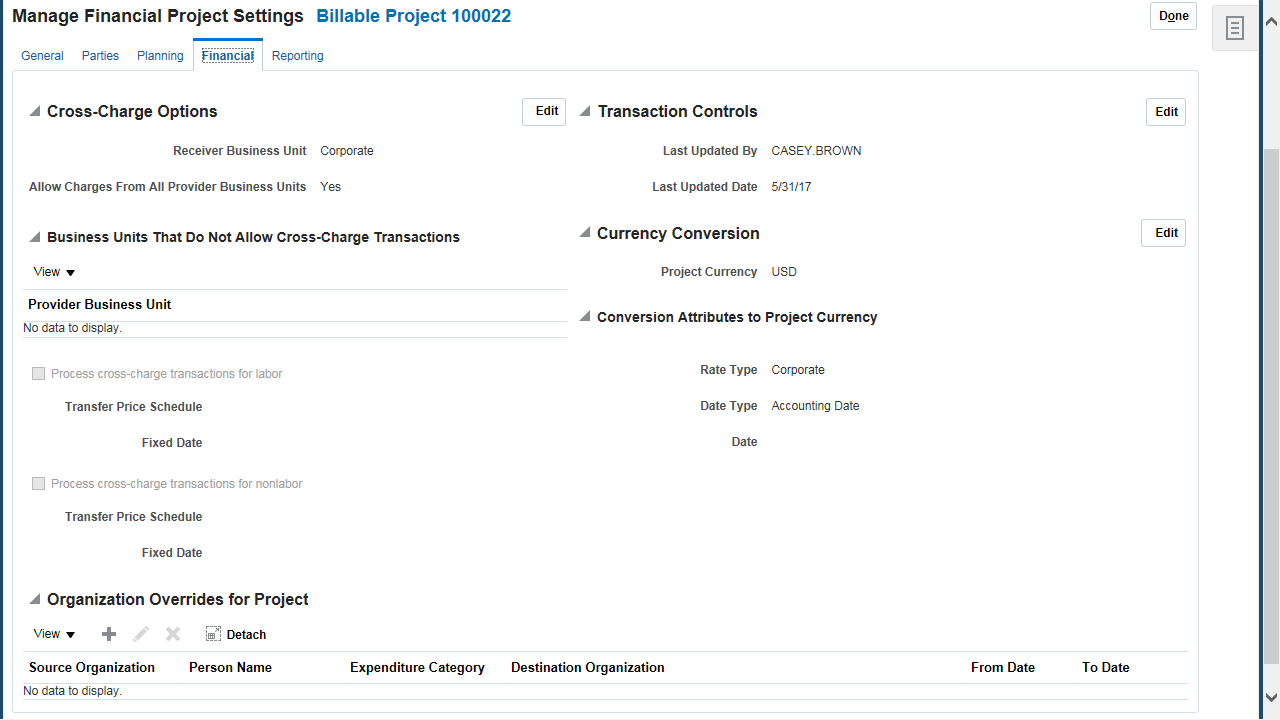 Manage Financial Project Settings Billable Project 100022
Done
General Parties Planning Financial Reporting
Cross-Charge Options
Edit
Receiver Business Unit Corporate
Allow Charges From All Provider Business Units Yes
Business Units That Do Not Allow Cross-Charge Transactions
View
Provider Business Unit
No data to display.
Process cross-charge transactions for labor
Transfer Price Schedule
Fixed Date
Process cross-charge transactions for nonlabor
Transfer Price Schedule
Fixed Date
Transaction Controls
Edit
Last Updated By CASEY.BROWN
Last Updated Date 5/31/17
Currency Conversion
Edit
Project Currency USD
Conversion Attributes to Project Currency
Rate Type Corporate
Date Type Accounting Date
Date
Organization Overrides for Project
View Detach
Source Organization Person Name Expenditure Category Destination Organization From Date To Date
No data to display.